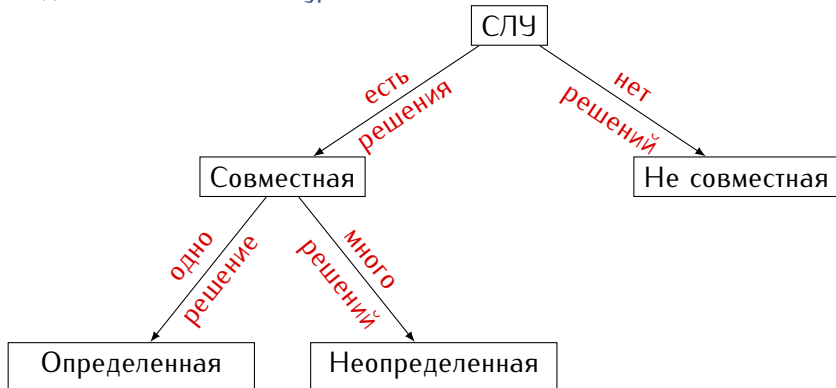 СЛУ
есть
решения
нет
решений
Совместная
Не совместная
одно
решение
много
решений
Определенная
Неопределенная